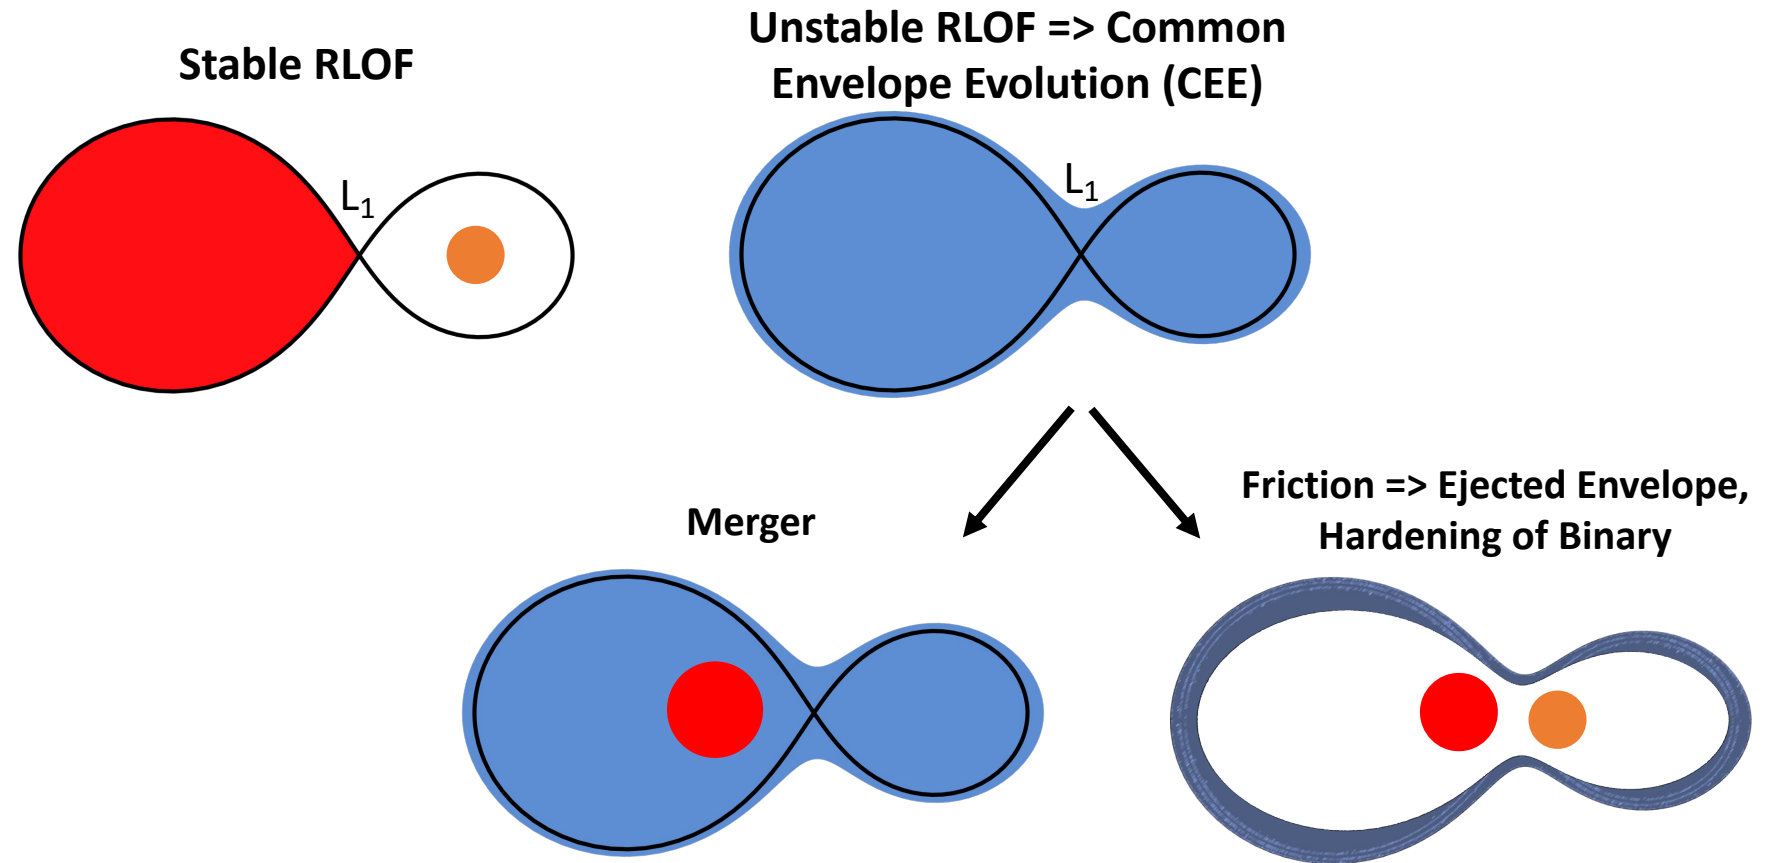 Stable RLOF
Unstable RLOF => Common
Envelope Evolution (CEE)
L₁
L₁
Merger
Friction => Ejected Envelope,
Hardening of Binary